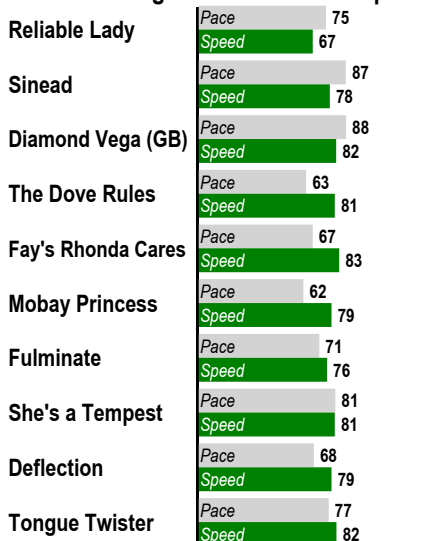 Pace 75
Reliable Lady
Speed 67
Pace 87
Sinead
Speed 78
Pace 88
Diamond Vega (GB)
Speed 82
Pace 63
The Dove Rules
Speed 81
Pace 67
Fay's Rhonda Cares
Speed 83
Pace 62
Mobay Princess
Speed 79
Pace 71
Fulminate
Speed 76
Pace 81
She's a Tempest
Speed 81
Pace 68
Deflection
Speed 79
Pace 77
Tongue Twister
Speed 82